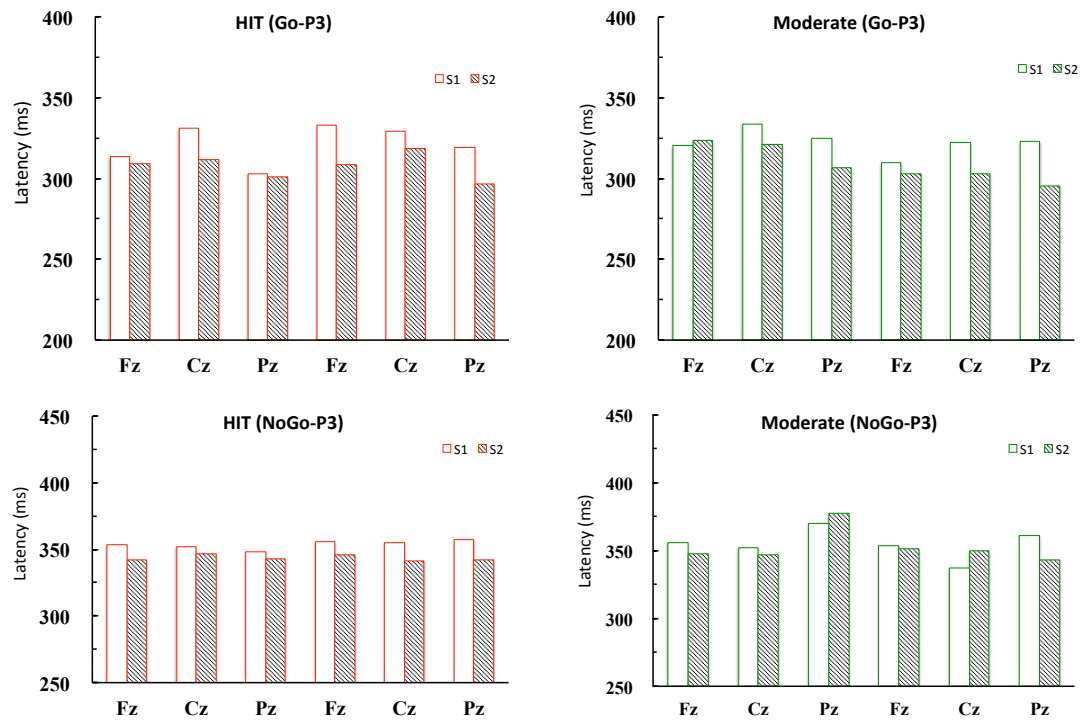 HIT (Go-P3)
S1 S2
Latency (ms)
400
350
300
250
200
Fz Cz Pz Fz Cz Pz
Moderate (Go-P3)
S1 S2
Latency (ms)
400
350
300
250
200
Fz Cz Pz Fz Cz Pz
HIT (NoGo-P3)
S1 S2
Latency (ms)
450
400
350
300
250
Fz Cz Pz Fz Cz Pz
Moderate (NoGo-P3)
S1 S2
Latency (ms)
450
400
350
300
250
Fz Cz Pz Fz Cz Pz